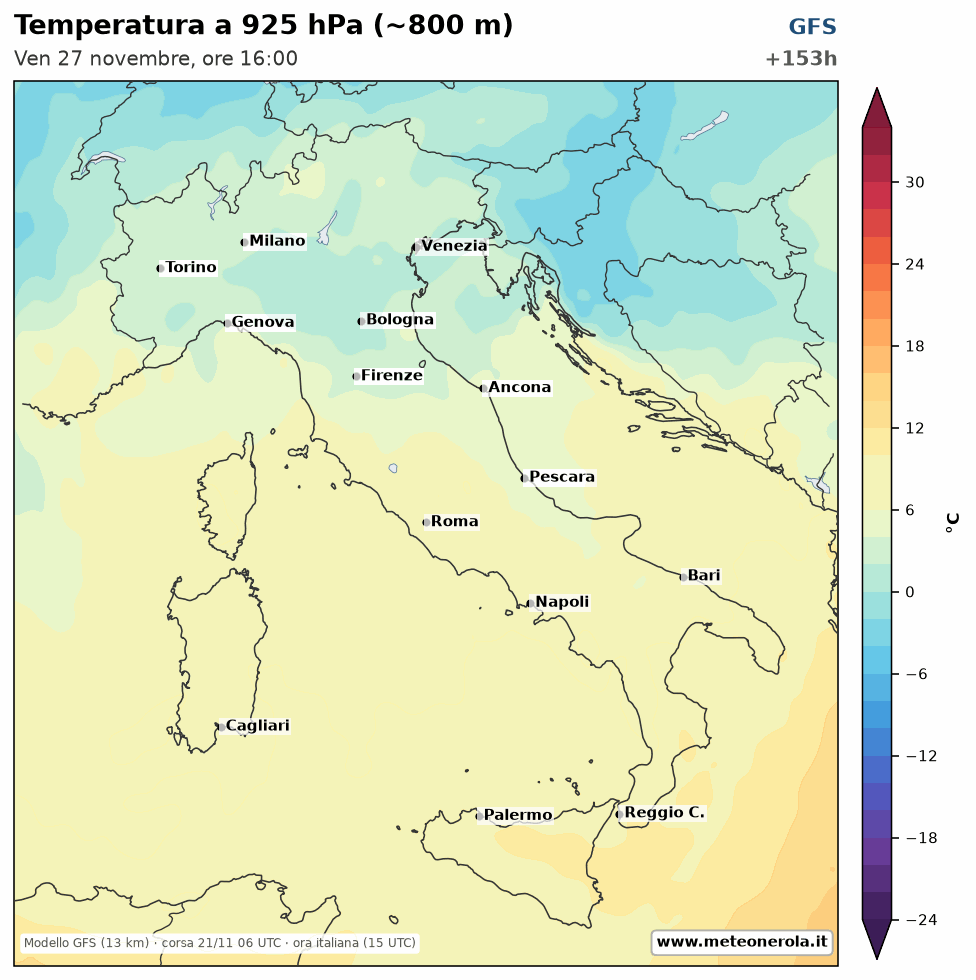 Temperatura a 925 hPa (~800 m)
GFS
Ven 27 novembre, ore 16:00
+153h
Milano
Venezia
Torino
Genova
Bologna
Firenze
Ancona
Pescara
Roma
Bari
Napoli
Cagliari
Palermo
Reggio C.
30
24
18
12
6
0
−6
−12
−18
−24
°C
Modello GFS (13 km) · corsa 21/11 06 UTC · ora italiana (15 UTC)
www.meteonerola.it